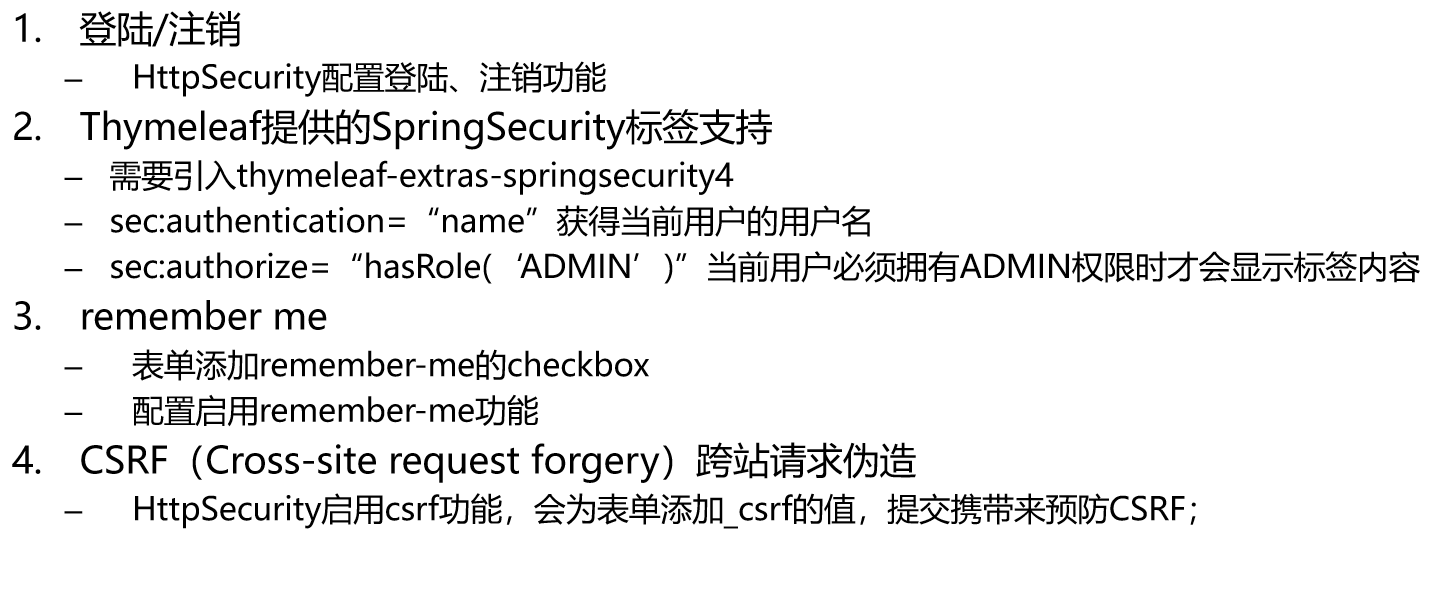 1. 登陆/注销
– HttpSecurity配置登陆、注销功能
2. Thymeleaf提供的SpringSecurity标签支持
– 需要引入thymeleaf-extras-springsecurity4
– sec:authentication=“name”获得当前用户的用户名
– sec:authorize=“hasRole(‘ADMIN’)”当前用户必须拥有ADMIN权限时才会显示标签内容
3. remember me
– 表单添加remember-me的checkbox
– 配置启用remember-me功能
4. CSRF（Cross-site request forgery）跨站请求伪造
– HttpSecurity启用csrf功能，会为表单添加_csrf的值，提交携带来预防CSRF；